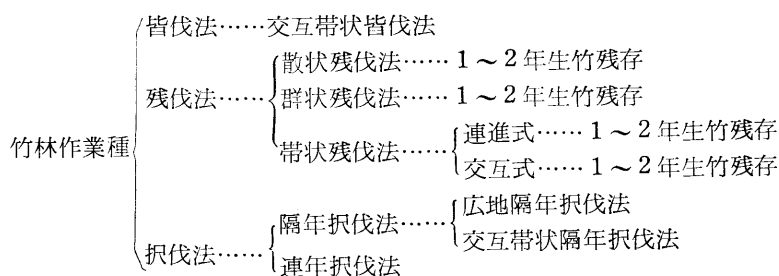 皆伐法……交互帯状皆伐法
散状残伐法……1～2年生竹残存
残伐法……群状残伐法……1～2年生竹残存
連進式……1～2年生竹残存
帯状残伐法……
竹林作業種
交互式……1～2年生竹残存
広地隔年択伐法
隔年択伐法……
交互帯状隔年択伐法
択伐法……
連年択伐法